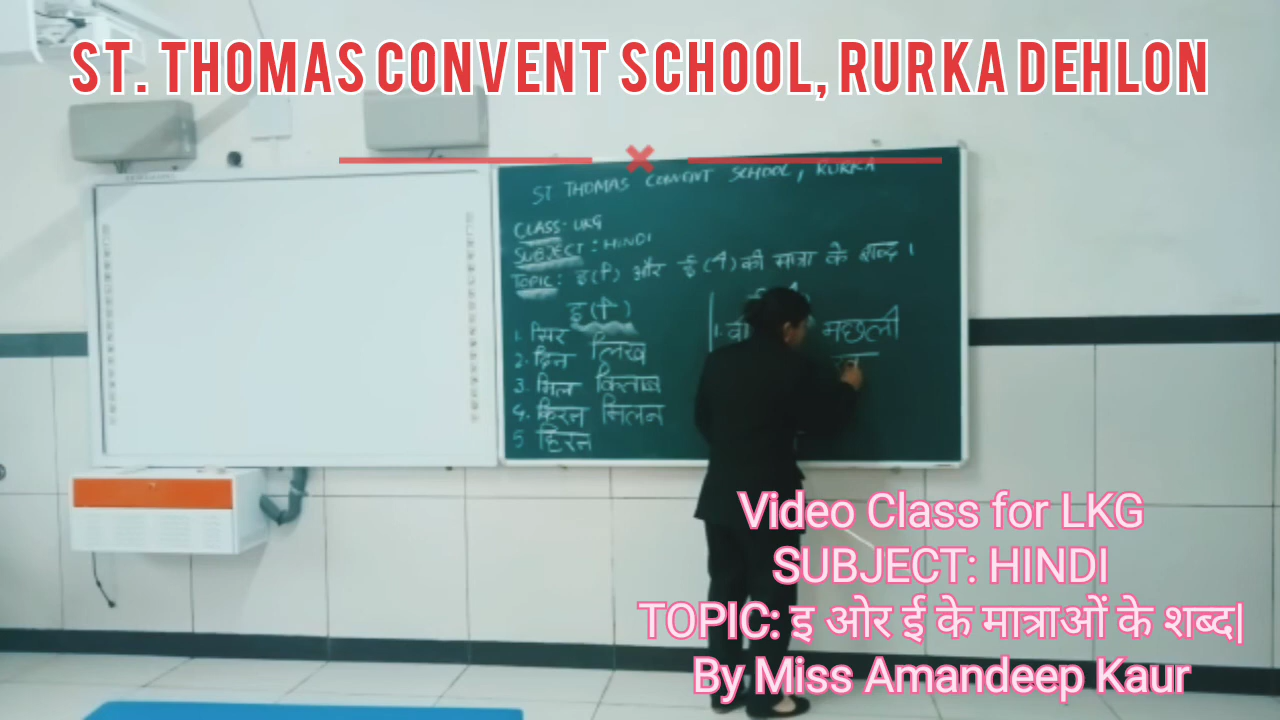 ST. THOMAS CONVENT SCHOOL, RURKA DEHLON
ST THOMAS CONVENT SCHOOL, RURKA
CLASS- UKG
SUBJECT : HINDI
TOPIC: इ(ि) और ई(ी)की मात्रा के शब्द।
इ(ि)
1. सिर लिख
2. दिन किताब
3. मिल मिलन
4. किरन
5 हिरन
1. मछली
Video Class for LKG
SUBJECT: HINDI
TOPIC: इ ओर ई के मात्राओं के शब्द|
By Miss Amandeep Kaur